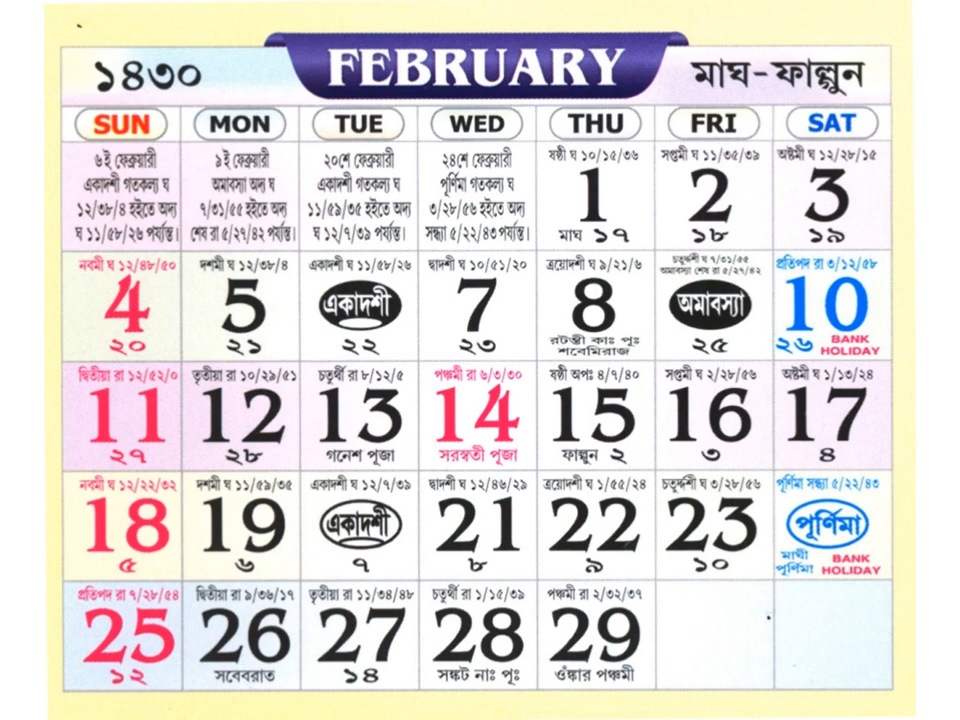 ১৪৩০ FEBRUARY মাঘ-ফাল্গুন
SUN MON TUE WED THU FRI SAT
৬ই ফেব্রুয়ারী
একাদশী গতকল্য ঘ
১২/৩৮/৪ হইতে অদ্য
ঘ ১১/৫৮/২৬ পর্য্যন্ত।
৯ই ফেব্রুয়ারী
অমাবস্যা অদ্য ঘ
৭/৩১/৫৫ হইতে অদ্য
শেষ রা ৫/২৭/৪২ পর্য্যন্ত।
২০শে ফেব্রুয়ারী
একাদশী গতকল্য ঘ
১১/৫৯/৩৫ হইতে অদ্য
ঘ ১২/৭/৩৯ পর্য্যন্ত।
২৪শে ফেব্রুয়ারী
পূর্ণিমা গতকল্য ঘ
৩/২৮/৫৬ হইতে অদ্য
সন্ধ্যা ৫/২২/৪৩ পর্য্যন্ত।
ষষ্ঠী ঘ ১০/১৫/৩৬
1
মাঘ ১৭
সপ্তমী ঘ ১১/৩৫/৩৯
2
১৮
অষ্টমী ঘ ১২/২৮/১৫
3
১৯
নবমী ঘ ১২/৪৮/৫০
4
২০
দশমী ঘ ১২/৩৮/৪
5
২১
একাদশী ঘ ১১/৫৮/২৬
একাদশী
২২
দ্বাদশী ঘ ১০/৫১/২০
7
২৩
ত্রয়োদশী ঘ ৯/২১/৬
8
রটন্তী কাঃ পূঃ
শবেমিরাজ
চতুর্দ্দশী ঘ ৭/৩১/৫৫
অমাবস্যা শেষ রা ৫/২৭/৪২
অমাবস্যা
২৫
প্রতিপদ রা ৩/১২/৫৮
10
২৬ BANK
HOLIDAY
দ্বিতীয়া রা ১২/৫২/০
11
২৭
তৃতীয়া রা ১০/২৯/৫১
12
২৮
চতুর্থী রা ৮/১২/৫
13
গনেশ পূজা
পঞ্চমী রা ৬/৩/৩০
14
সরস্বতী পূজা
ষষ্ঠী অপঃ ৪/৭/৪০
15
ফাল্গুন ২
সপ্তমী ঘ ২/২৮/৫৬
16
৩
অষ্টমী ঘ ১/১৩/২৪
17
৪
নবমী ঘ ১২/২২/৩২
18
৫
দশমী ঘ ১১/৫৯/৩৫
19
৬
একাদশী ঘ ১২/৭/৩৯
একাদশী
৭
দ্বাদশী ঘ ১২/৪৬/২৯
21
৮
ত্রয়োদশী ঘ ১/৫৫/২৪
22
৯
চতুর্দ্দশী ঘ ৩/২৮/৫৬
23
১০
পূর্ণিমা সন্ধ্যা ৫/২২/৪৩
পূর্ণিমা
মাঘী BANK
পূর্ণিমা HOLIDAY
প্রতিপদ রা ৭/২৮/৫৪
25
১২
দ্বিতীয়া রা ৯/৩৬/১৭
26
সবেবরাত
তৃতীয়া রা ১১/৩৪/৪৮
27
১৪
চতুর্থী রা ১/১৫/৩৯
28
সঙ্কট নাঃ পূঃ
পঞ্চমী রা ২/৩২/৩৭
29
ওঁঙ্কার পঞ্চমী